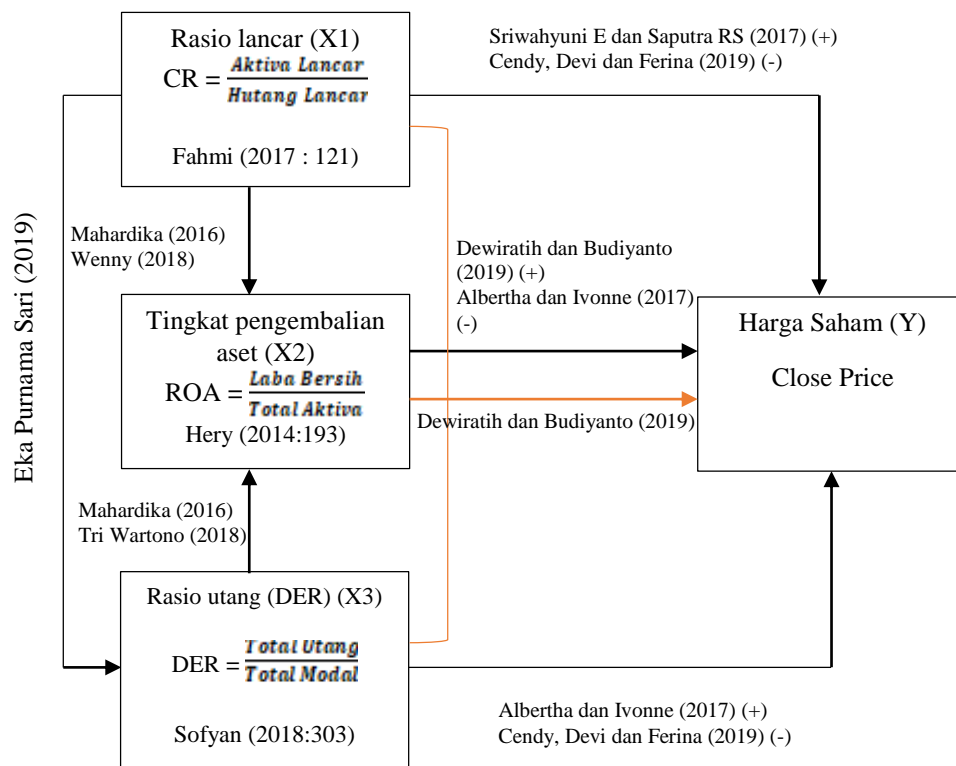 Rasio lancar (X1)
CR = Aktiva Lancar / Hutang Lancar
Fahmi (2017 : 121)
Sriwahyuni E dan Saputra RS (2017) (+)
Cendy, Devi dan Ferina (2019) (-)
Eka Purnama Sari (2019)
Mahardika (2016)
Wenny (2018)
Dewiratih dan Budiyanto
(2019) (+)
Albertha dan Ivonne (2017)
(-)
Tingkat pengembalian
aset (X2)
ROA = Laba Bersih / Total Aktiva
Hery (2014:193)
Harga Saham (Y)
Close Price
Dewiratih dan Budiyanto (2019)
Mahardika (2016)
Tri Wartono (2018)
Rasio utang (DER) (X3)
DER = Total Utang / Total Modal
Sofyan (2018:303)
Albertha dan Ivonne (2017) (+)
Cendy, Devi dan Ferina (2019) (-)